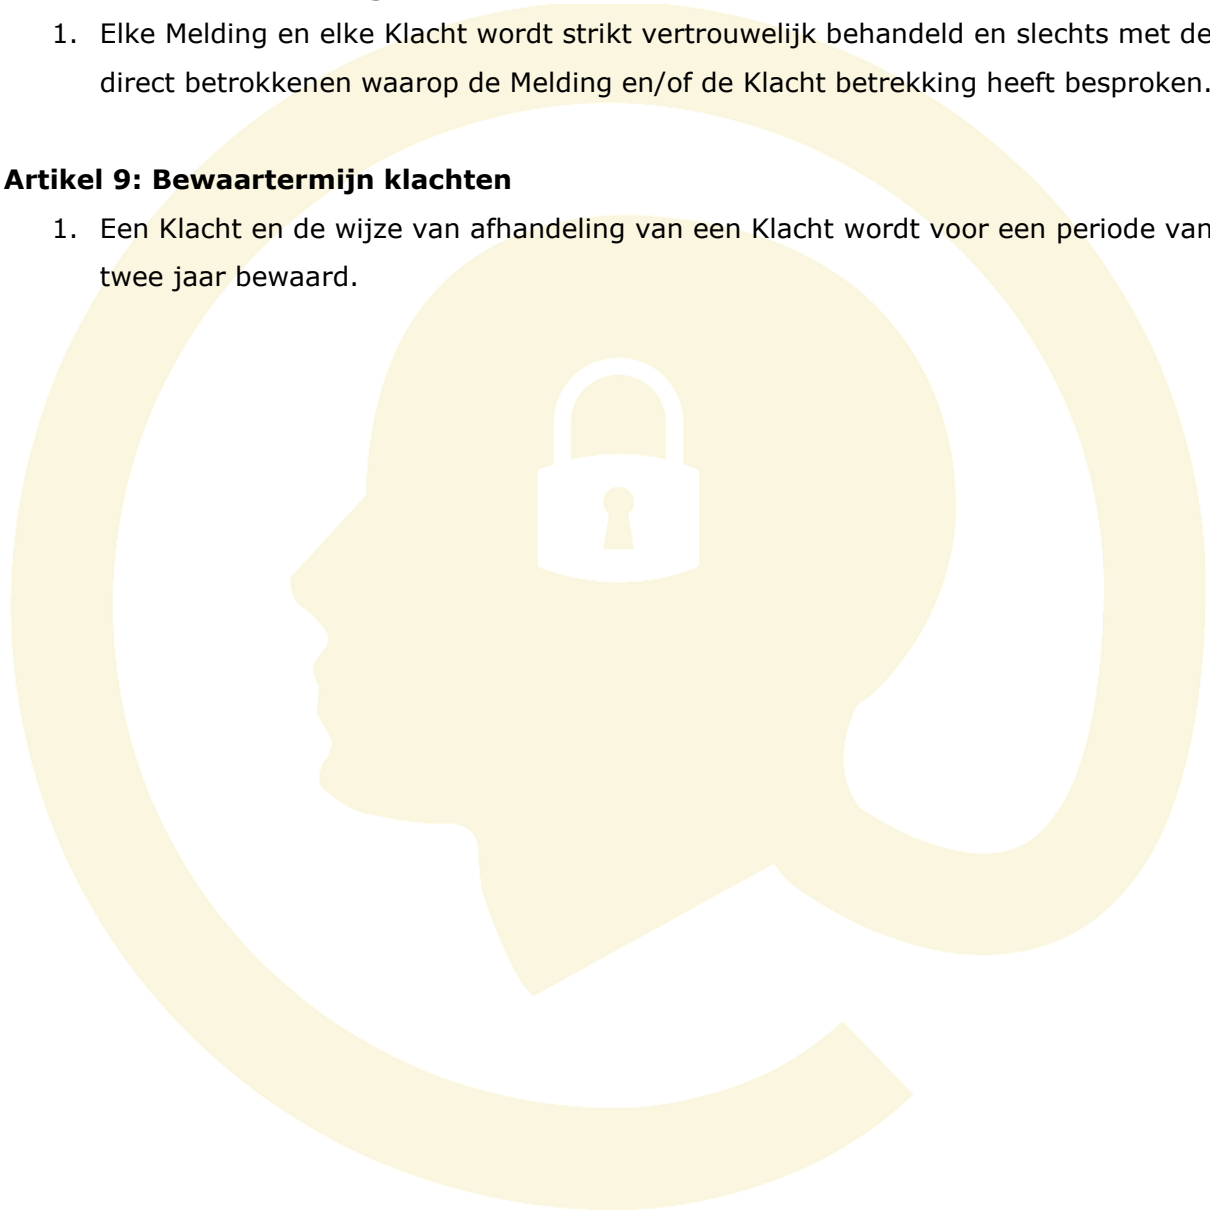 1. Elke Melding en elke Klacht wordt strikt vertrouwelijk behandeld en slechts met de
direct betrokkenen waarop de Melding en/of de Klacht betrekking heeft besproken.
Artikel 9: Bewaartermijn klachten
1. Een Klacht en de wijze van afhandeling van een Klacht wordt voor een periode van
twee jaar bewaard.